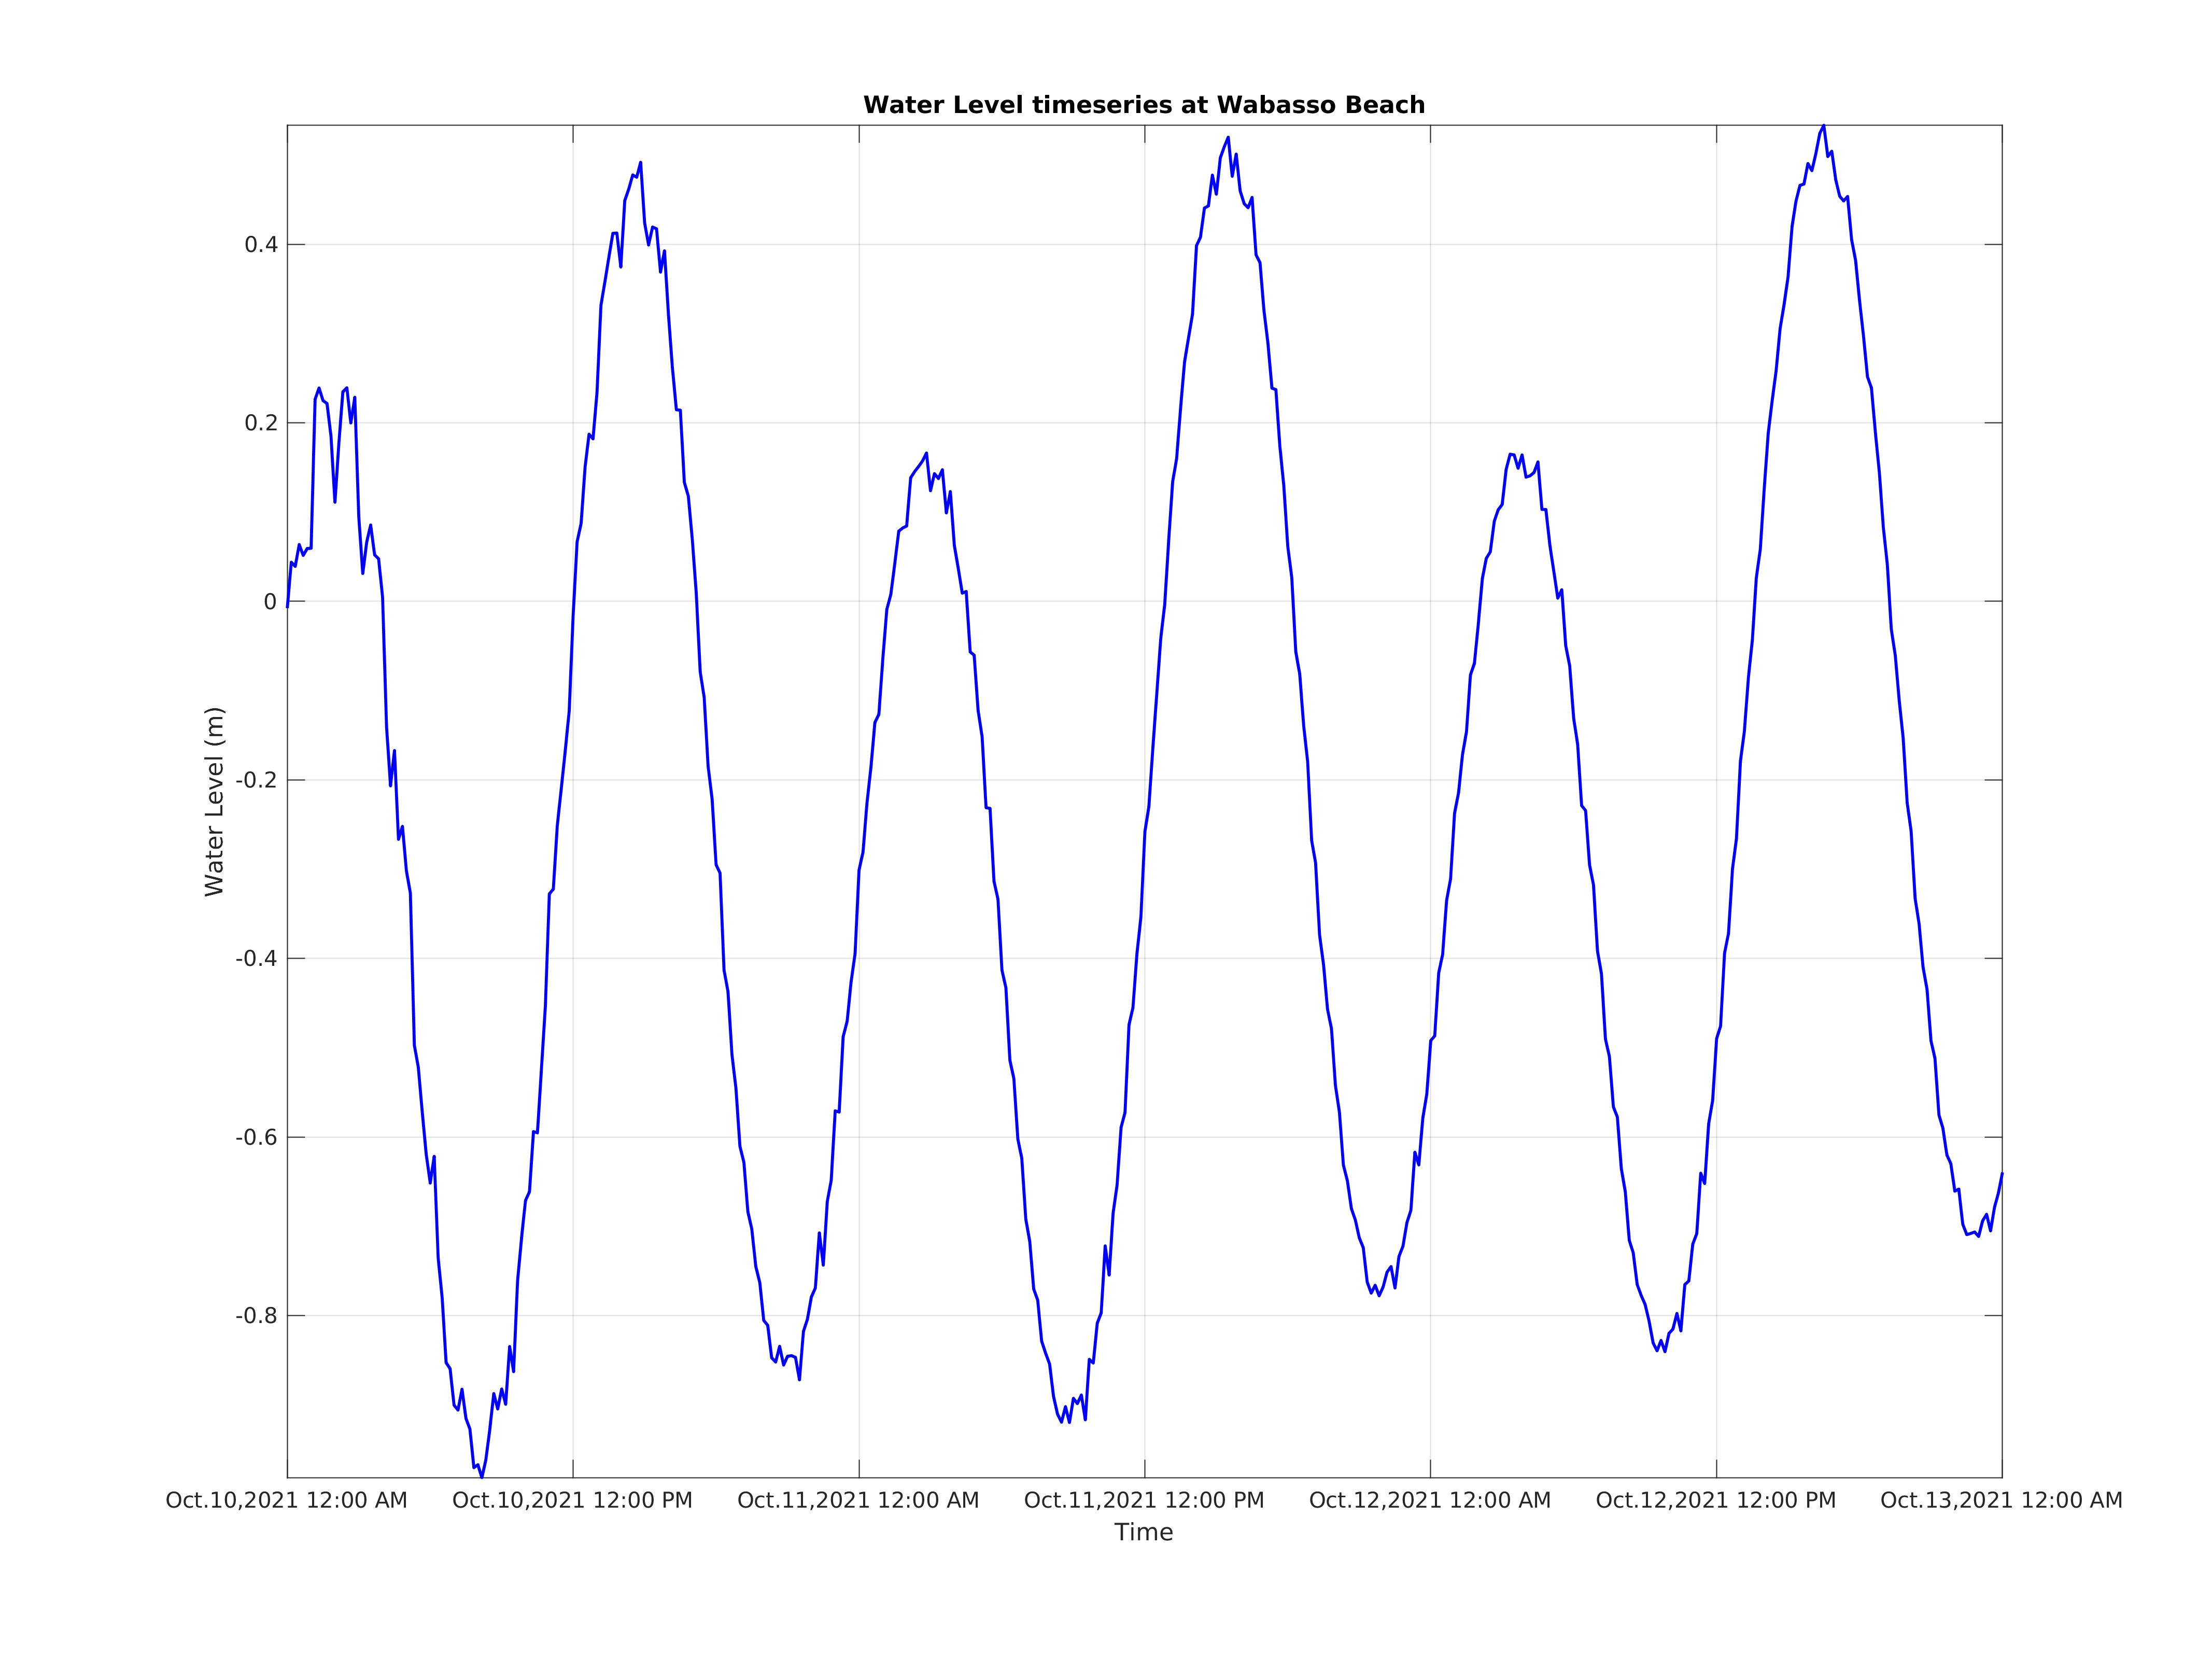 Water Level timeseries at Wabasso Beach
0.4
0.2
0
-0.2
-0.4
-0.6
-0.8
Water Level (m)
Oct.10,2021 12:00 AM
Oct.10,2021 12:00 PM
Oct.11,2021 12:00 AM
Oct.11,2021 12:00 PM
Oct.12,2021 12:00 AM
Oct.12,2021 12:00 PM
Oct.13,2021 12:00 AM
Time